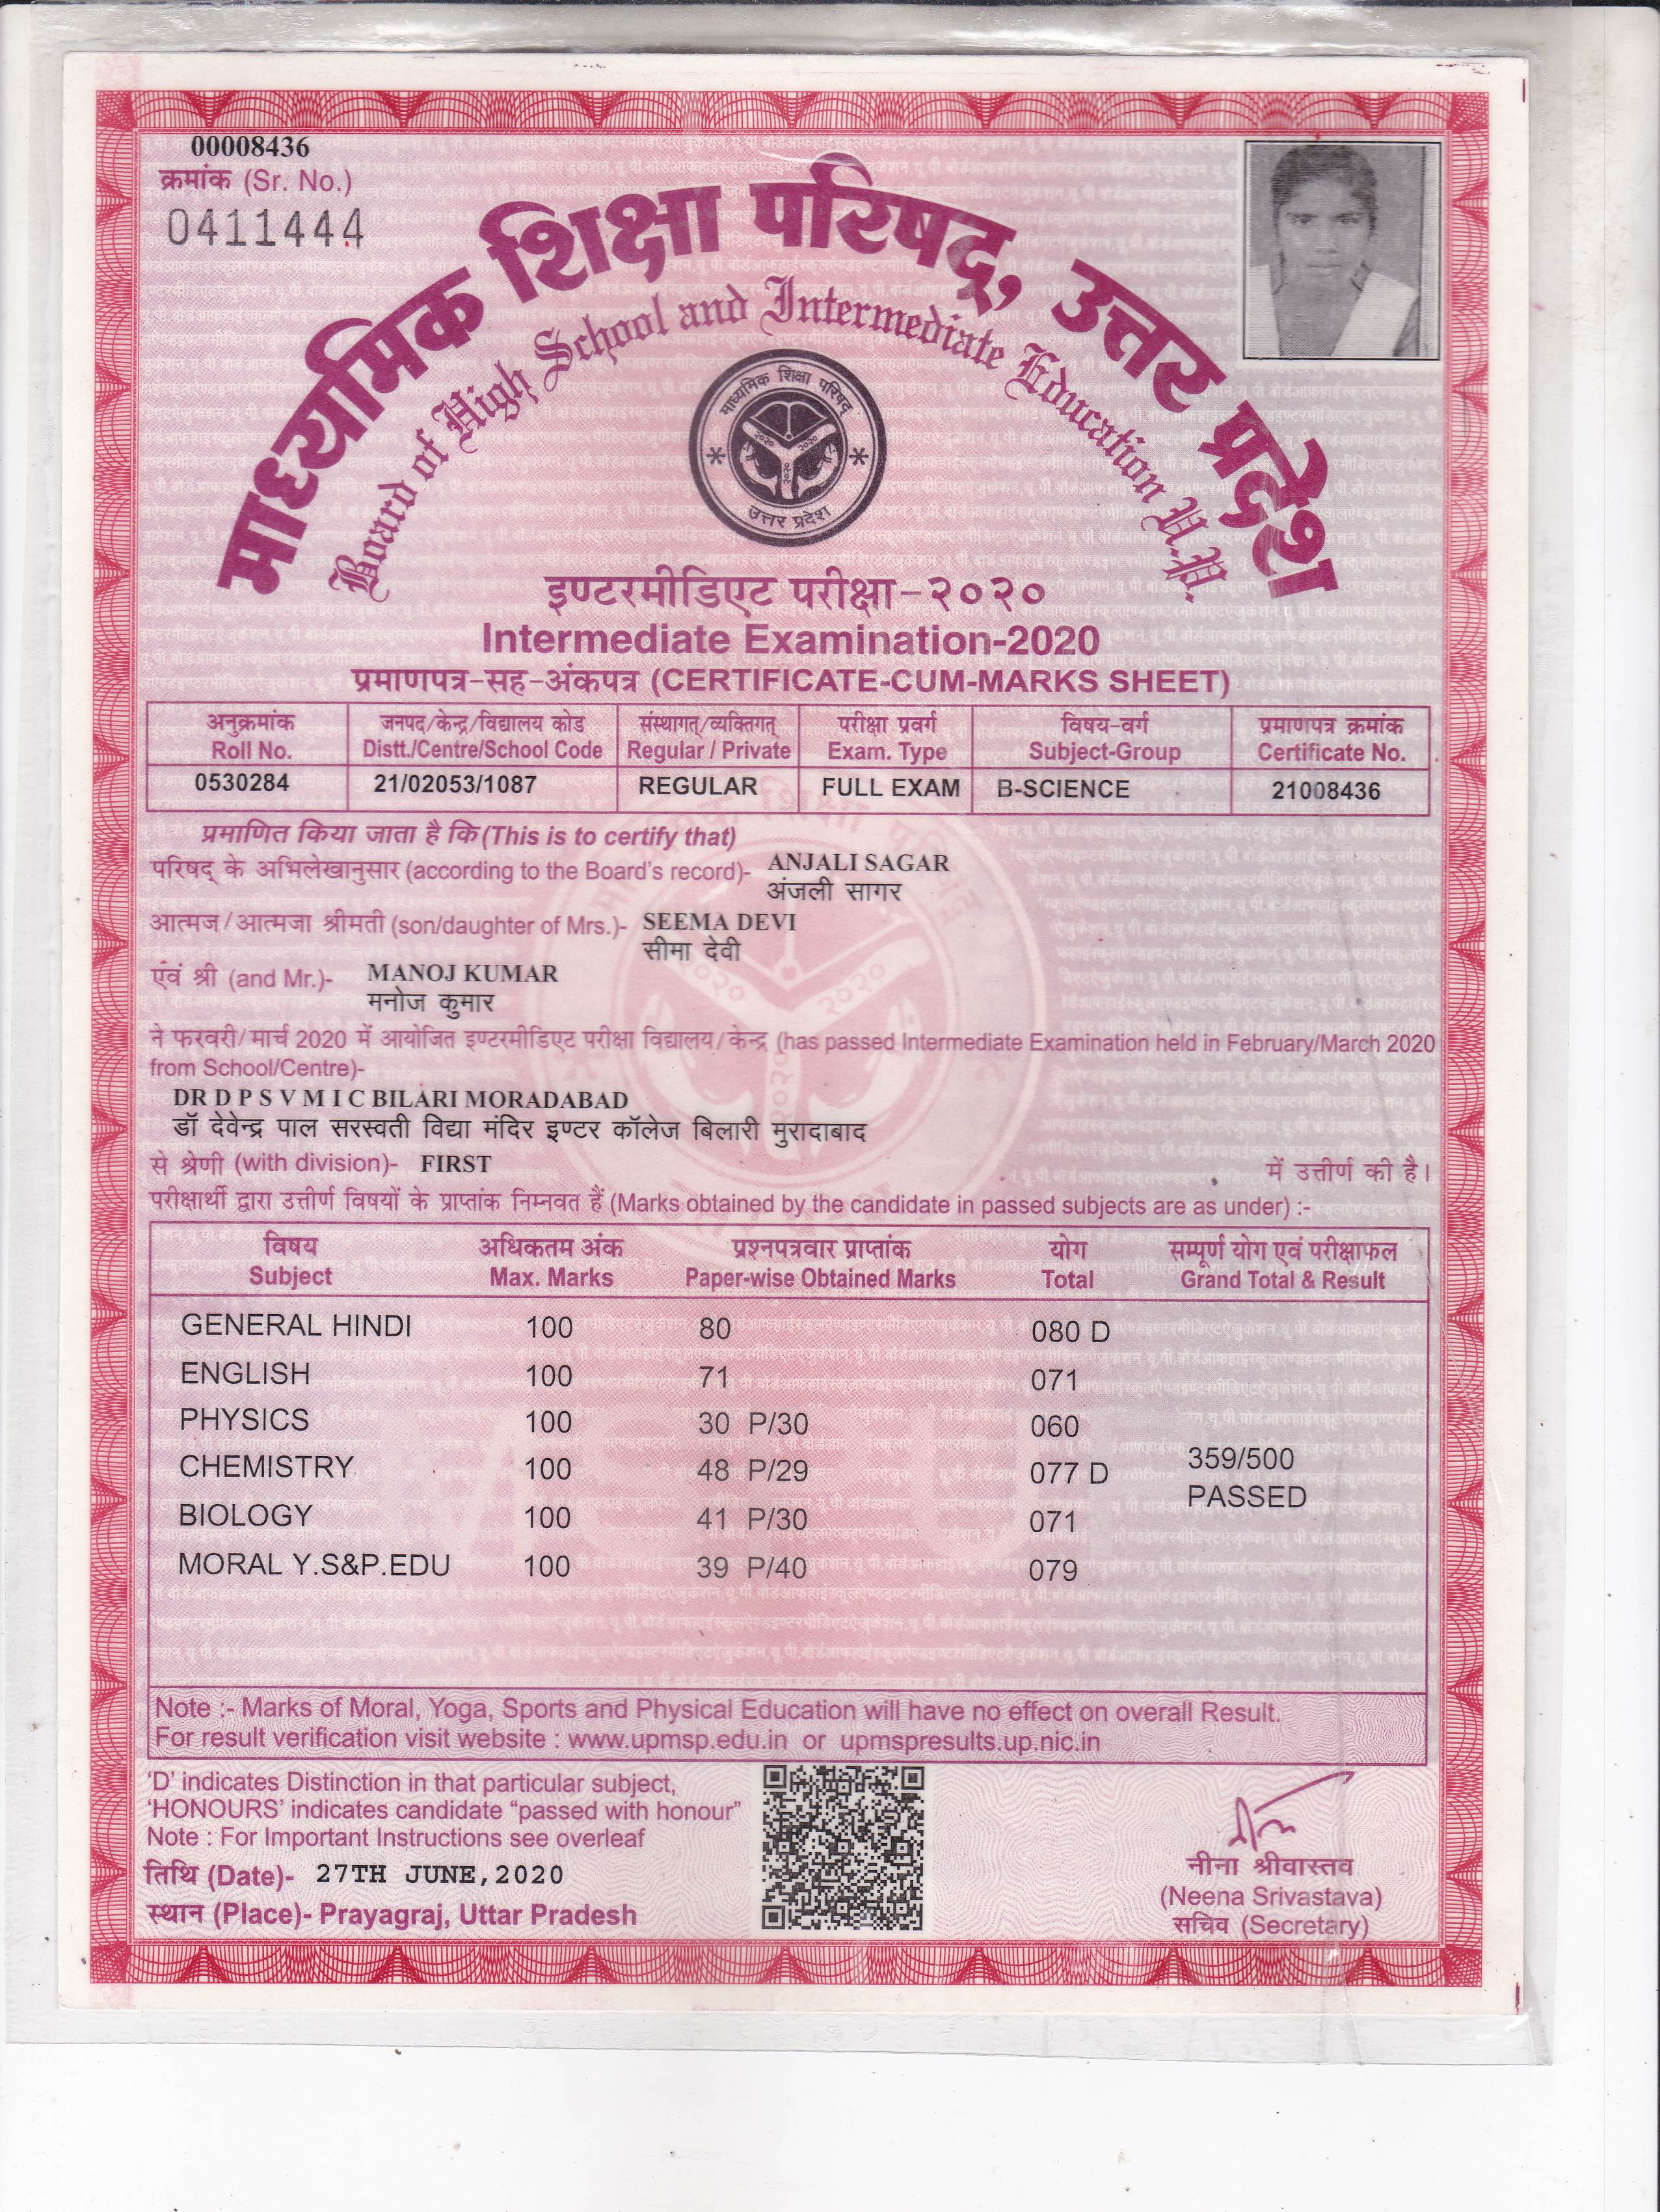 00008436
क्रमांक (Sr. No.)
0411444
माध्यमिक शिक्षा परिषद्, उत्तर प्रदेश
Board of High School and Intermediate Education U.P.
माध्यमिक शिक्षा परिषद्
२०२० २०२०
२०२०
उत्तर प्रदेश
इण्टरमीडिएट परीक्षा-२०२०
Intermediate Examination-2020
प्रमाणपत्र-सह-अंकपत्र (CERTIFICATE-CUM-MARKS SHEET)
अनुक्रमांक जनपद/केन्द्र/विद्यालय कोड संस्थागत्/व्यक्तिगत् परीक्षा प्रवर्ग विषय-वर्ग प्रमाणपत्र क्रमांक
Roll No. Distt./Centre/School Code Regular / Private Exam. Type Subject-Group Certificate No.
0530284 21/02053/1087 REGULAR FULL EXAM B-SCIENCE 21008436
प्रमाणित किया जाता है कि (This is to certify that)
परिषद् के अभिलेखानुसार (according to the Board's record)- ANJALI SAGAR
अंजली सागर
आत्मज/आत्मजा श्रीमती (son/daughter of Mrs.)- SEEMA DEVI
सीमा देवी
एंवं श्री (and Mr.)- MANOJ KUMAR
मनोज कुमार
ने फरवरी/मार्च 2020 में आयोजित इण्टरमीडिएट परीक्षा विद्यालय/केन्द्र (has passed Intermediate Examination held in February/March 2020
from School/Centre)-
DR D P S V M I C BILARI MORADABAD
डॉ देवेन्द्र पाल सरस्वती विद्या मंदिर इण्टर कॉलेज बिलारी मुरादाबाद
से श्रेणी (with division)- FIRST में उत्तीर्ण की है।
परीक्षार्थी द्वारा उत्तीर्ण विषयों के प्राप्तांक निम्नवत हैं (Marks obtained by the candidate in passed subjects are as under) :-
विषय अधिकतम अंक प्रश्नपत्रवार प्राप्तांक योग सम्पूर्ण योग एवं परीक्षाफल
Subject Max. Marks Paper-wise Obtained Marks Total Grand Total & Result
GENERAL HINDI 100 80 080 D
ENGLISH 100 71 071
PHYSICS 100 30 P/30 060
CHEMISTRY 100 48 P/29 077 D 359/500
PASSED
BIOLOGY 100 41 P/30 071
MORAL Y.S&P.EDU 100 39 P/40 079
Note :- Marks of Moral, Yoga, Sports and Physical Education will have no effect on overall Result.
For result verification visit website : www.upmsp.edu.in or upmspresults.up.nic.in
'D' indicates Distinction in that particular subject,
'HONOURS' indicates candidate "passed with honour"
Note : For Important Instructions see overleaf
तिथि (Date)- 27TH JUNE,2020
स्थान (Place)- Prayagraj, Uttar Pradesh
नीना श्रीवास्तव
(Neena Srivastava)
सचिव (Secretary)